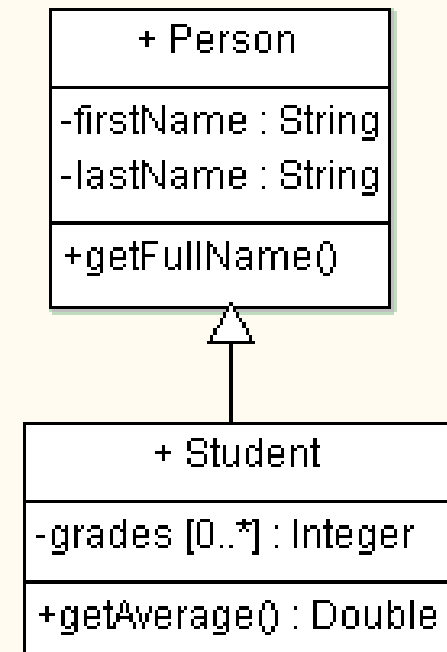 + Person
-firstName : String
-lastName : String
+getFullName()
+ Student
-grades [0..*] : Integer
+getAverage() : Double